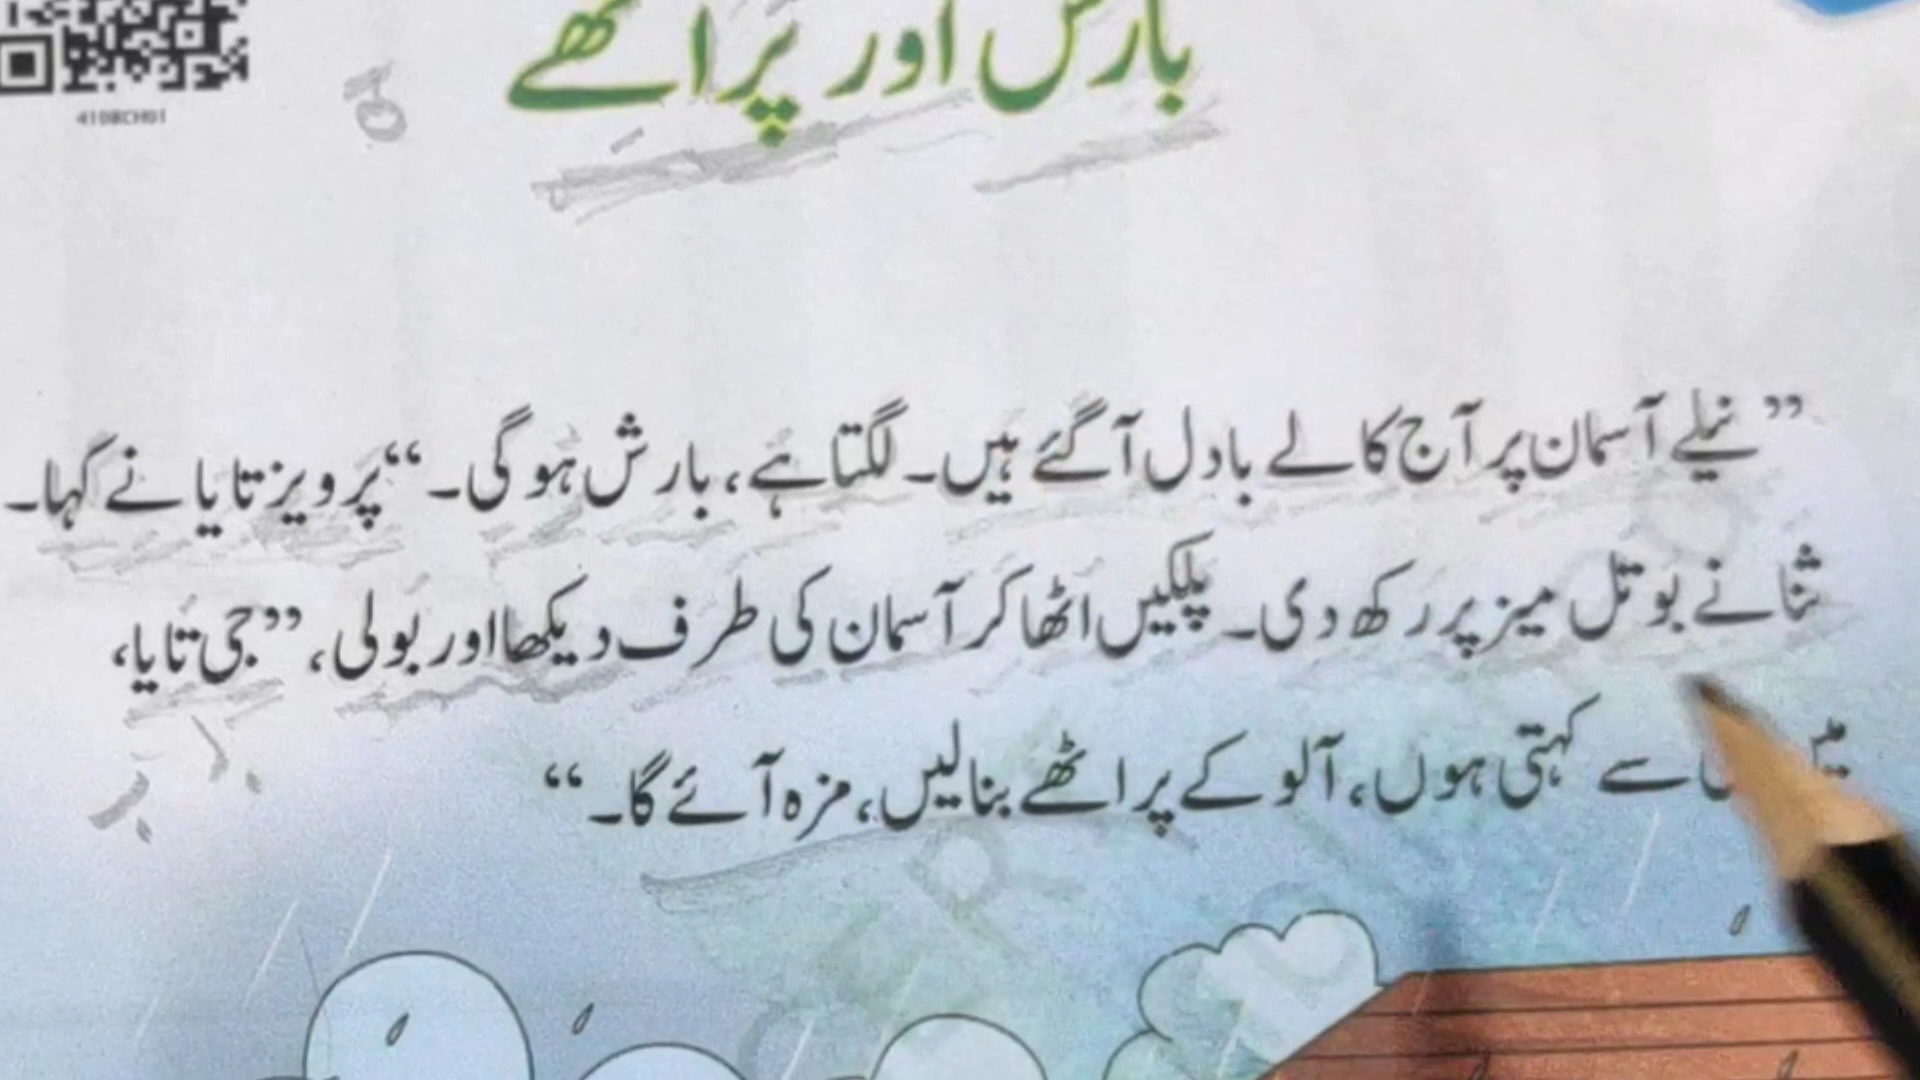 بارش اور پراٹھے
4108CH01
”نیلے آسمان پر آج کالے بادل آگئے ہیں۔ لگتا ہے، بارش ہوگی۔“ پرویز تایا نے کہا۔
ثنا نے بوتل میز پر رکھ دی۔ پلکیں اٹھا کر آسمان کی طرف دیکھا اور بولی، ”جی تایا،
سے کہتی ہوں، آلو کے پراٹھے بنالیں، مزہ آئے گا۔“